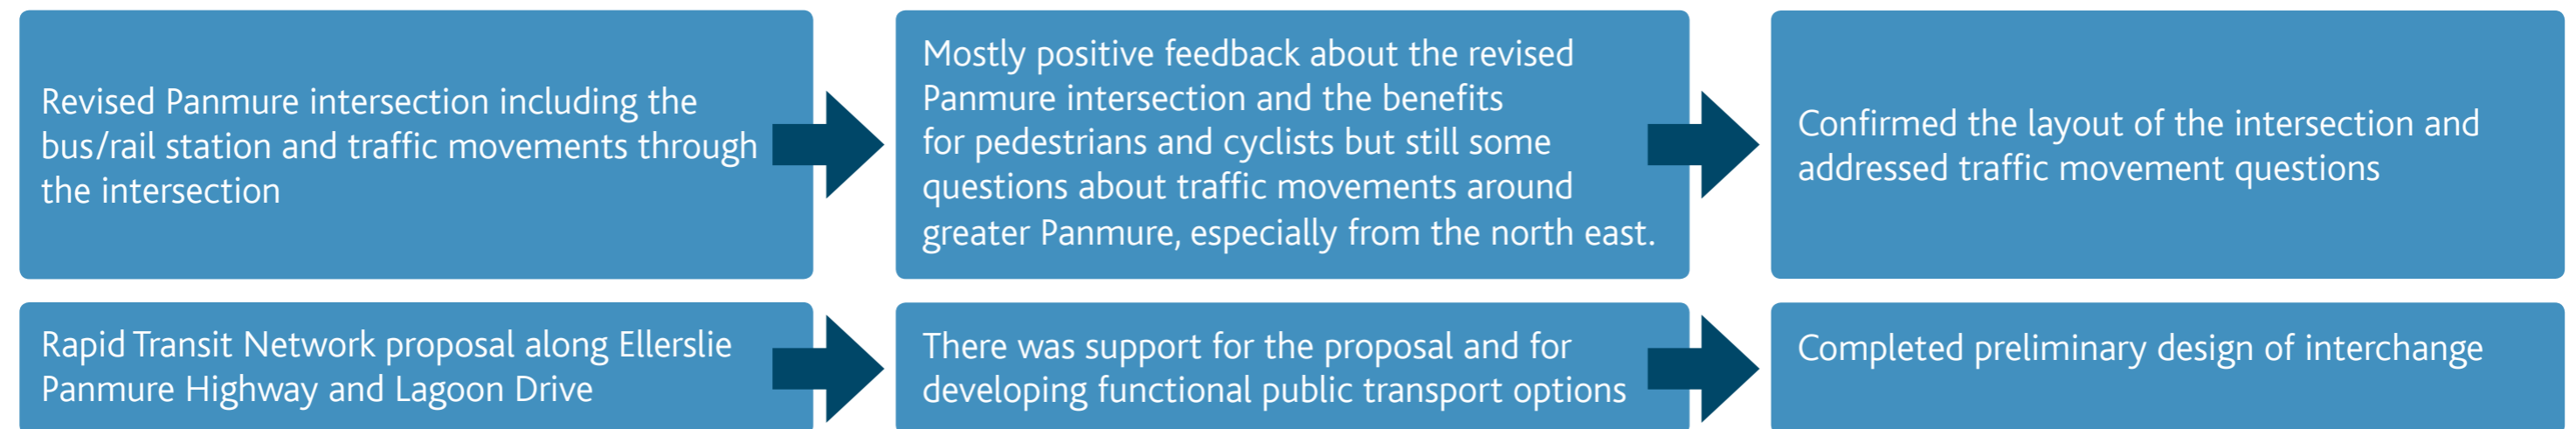 Revised Panmure intersection including the
bus/rail station and traffic movements through
the intersection
Mostly positive feedback about the revised
Panmure intersection and the benefits
for pedestrians and cyclists but still some
questions about traffic movements around
greater Panmure, especially from the north east.
Confirmed the layout of the intersection and
addressed traffic movement questions
Rapid Transit Network proposal along Ellerslie
Panmure Highway and Lagoon Drive
There was support for the proposal and for
developing functional public transport options
Completed preliminary design of interchange